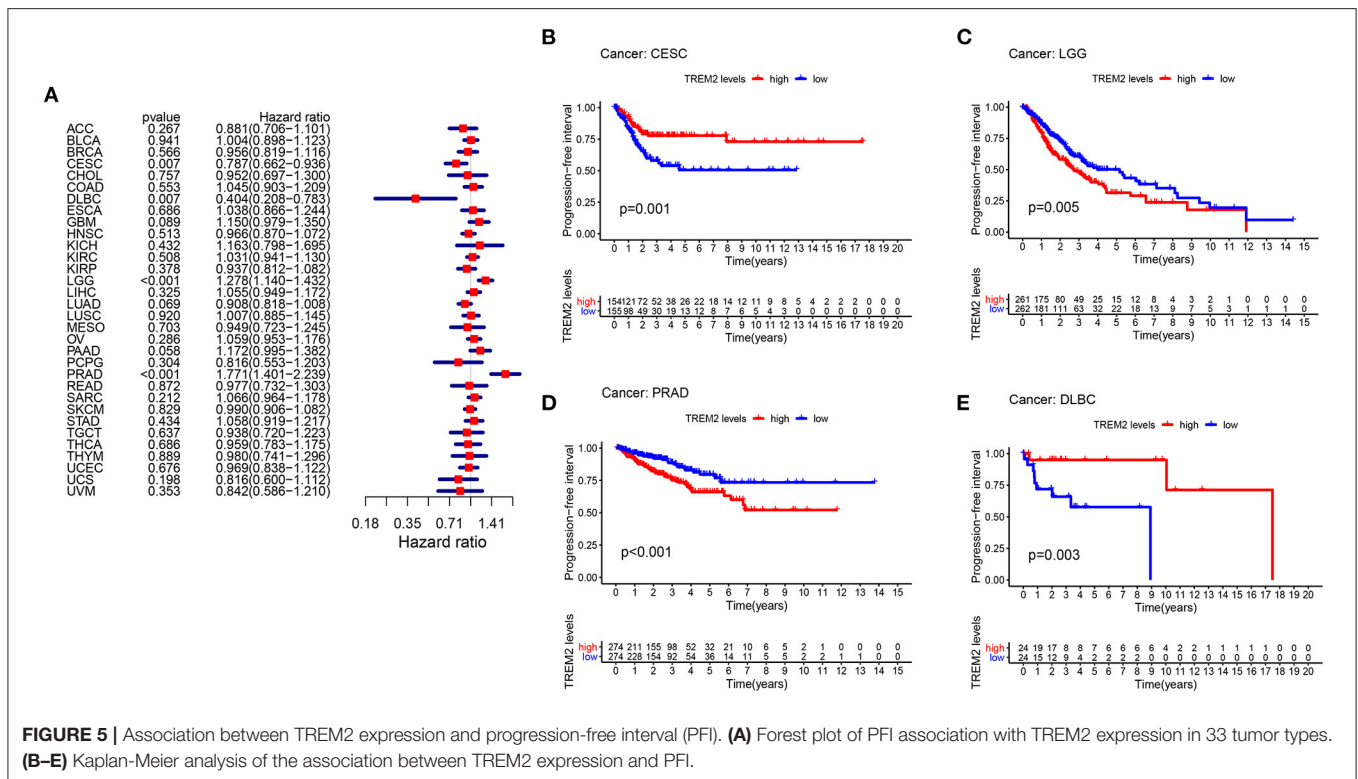 A
pvalue Hazard ratio
ACC 0.267 0.881(0.706−1.101)
BLCA 0.941 1.004(0.898−1.123)
BRCA 0.566 0.956(0.819−1.116)
CESC 0.007 0.787(0.662−0.936)
CHOL 0.757 0.952(0.697−1.300)
COAD 0.553 1.045(0.903−1.209)
DLBC 0.007 0.404(0.208−0.783)
ESCA 0.686 1.038(0.866−1.244)
GBM 0.089 1.150(0.979−1.350)
HNSC 0.513 0.966(0.870−1.072)
KICH 0.432 1.163(0.798−1.695)
KIRC 0.508 1.031(0.941−1.130)
KIRP 0.378 0.937(0.812−1.082)
LGG <0.001 1.278(1.140−1.432)
LIHC 0.325 1.055(0.949−1.172)
LUAD 0.069 0.908(0.818−1.008)
LUSC 0.920 1.007(0.885−1.145)
MESO 0.703 0.949(0.723−1.245)
OV 0.286 1.059(0.953−1.176)
PAAD 0.058 1.172(0.995−1.382)
PCPG 0.304 0.816(0.553−1.203)
PRAD <0.001 1.771(1.401−2.239)
READ 0.872 0.977(0.732−1.303)
SARC 0.212 1.066(0.964−1.178)
SKCM 0.829 0.990(0.906−1.082)
STAD 0.434 1.058(0.919−1.217)
TGCT 0.637 0.938(0.720−1.223)
THCA 0.686 0.959(0.783−1.175)
THYM 0.889 0.980(0.741−1.296)
UCEC 0.676 0.969(0.838−1.122)
UCS 0.198 0.816(0.600−1.112)
UVM 0.353 0.842(0.586−1.210)
0.18 0.35 0.71 1.41
Hazard ratio
B
Cancer: CESC
TREM2 levels high low
Progression−free interval
1.00
0.75
0.50
0.25
0.00
p=0.001
0 1 2 3 4 5 6 7 8 9 10 11 12 13 14 15 16 17 18 19 20
Time(years)
TREM2 levels
high 154 121 72 52 38 26 22 18 14 12 11 9 8 5 4 2 2 2 0 0 0
low 155 98 49 30 19 13 12 8 7 6 5 4 3 0 0 0 0 0 0 0 0
0 1 2 3 4 5 6 7 8 9 10 11 12 13 14 15 16 17 18 19 20
Time(years)
C
Cancer: LGG
TREM2 levels high low
Progression−free interval
1.00
0.75
0.50
0.25
0.00
p=0.005
0 1 2 3 4 5 6 7 8 9 10 11 12 13 14 15
Time(years)
TREM2 levels
high 261 175 80 49 25 15 12 8 4 3 2 1 0 0 0 0
low 262 181 111 63 32 22 18 13 9 7 5 3 1 1 1 0
0 1 2 3 4 5 6 7 8 9 10 11 12 13 14 15
Time(years)
D
Cancer: PRAD
TREM2 levels high low
Progression−free interval
1.00
0.75
0.50
0.25
0.00
p<0.001
0 1 2 3 4 5 6 7 8 9 10 11 12 13 14 15
Time(years)
TREM2 levels
high 274 211 155 98 52 32 21 10 6 5 2 1 0 0 0 0
low 274 228 154 92 54 36 14 11 5 5 2 2 1 1 0 0
0 1 2 3 4 5 6 7 8 9 10 11 12 13 14 15
Time(years)
E
Cancer: DLBC
TREM2 levels high low
Progression−free interval
1.00
0.75
0.50
0.25
0.00
p=0.003
0 1 2 3 4 5 6 7 8 9 10 11 12 13 14 15 16 17 18 19 20
Time(years)
TREM2 levels
high 24 19 17 8 8 7 6 6 6 6 4 2 2 1 1 1 1 1 0 0 0
low 24 15 12 9 4 2 2 2 2 0 0 0 0 0 0 0 0 0 0 0 0
0 1 2 3 4 5 6 7 8 9 10 11 12 13 14 15 16 17 18 19 20
Time(years)
FIGURE 5 | Association between TREM2 expression and progression-free interval (PFI). (A) Forest plot of PFI association with TREM2 expression in 33 tumor types.
(B–E) Kaplan-Meier analysis of the association between TREM2 expression and PFI.